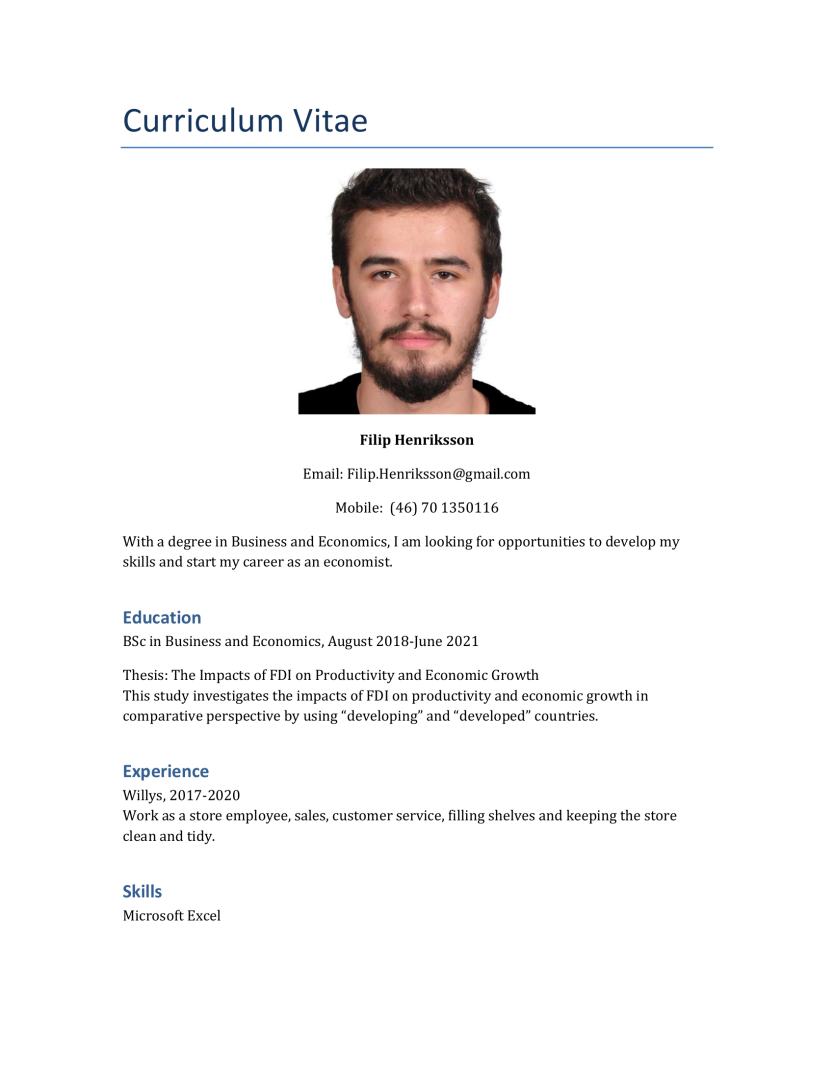 Curriculum Vitae
Filip Henriksson
Email: Filip.Henriksson@gmail.com
Mobile:  (46) 70 1350116
With a degree in Business and Economics, I am looking for opportunities to develop my
skills and start my career as an economist.
Education
BSc in Business and Economics, August 2018-June 2021
Thesis: The Impacts of FDI on Productivity and Economic Growth
This study investigates the impacts of FDI on productivity and economic growth in
comparative perspective by using “developing” and “developed” countries.
Experience
Willys, 2017-2020
Work as a store employee, sales, customer service, filling shelves and keeping the store
clean and tidy.
Skills
Microsoft Excel